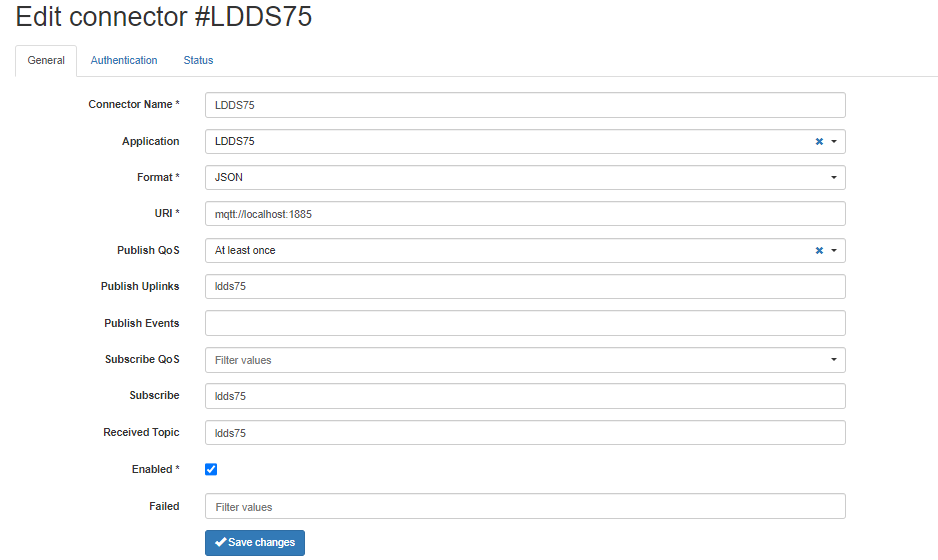 Edit connector #LDDS75
General Authentication Status
Connector Name * LDDS75
Application LDDS75
Format * JSON
URI * mqtt://localhost:1885
Publish QoS At least once
Publish Uplinks ldds75
Publish Events
Subscribe QoS Filter values
Subscribe ldds75
Received Topic ldds75
Enabled *
Failed Filter values
Save changes